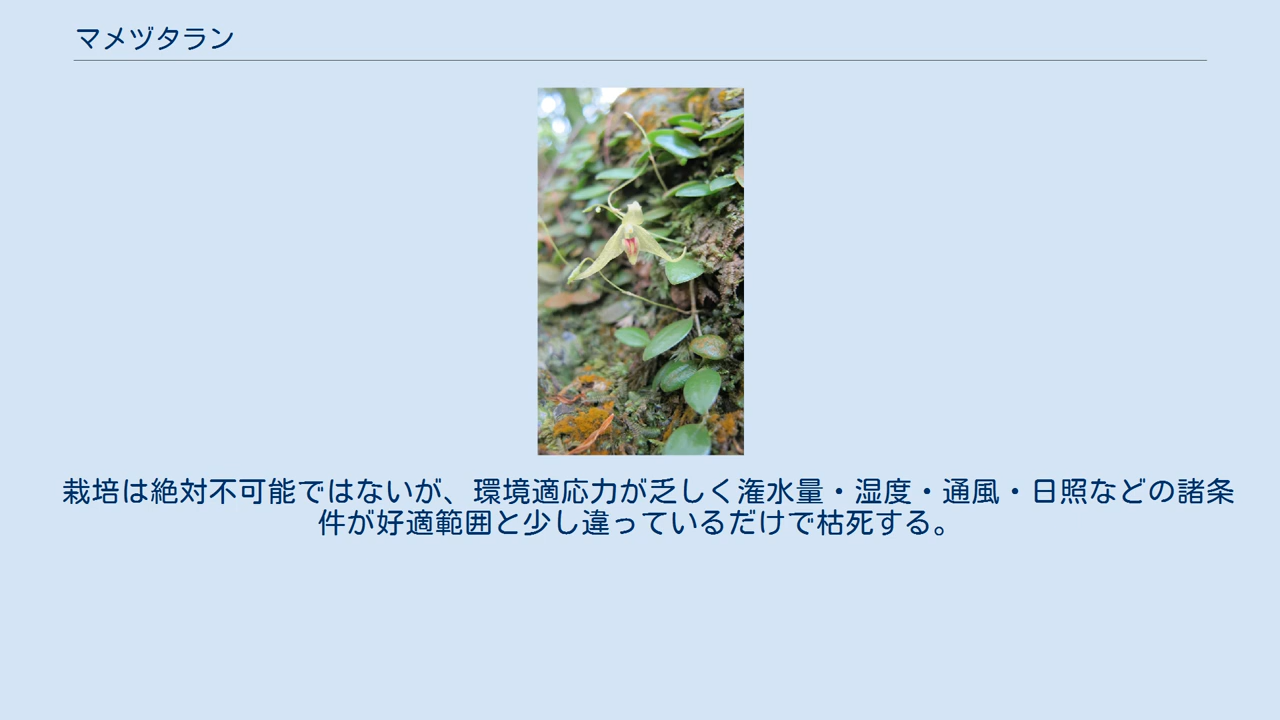 マメヅタラン
栽培は絶対不可能ではないが、環境適応力が乏しく潅水量・湿度・通風・日照などの諸条
件が好適範囲と少し違っているだけで枯死する。